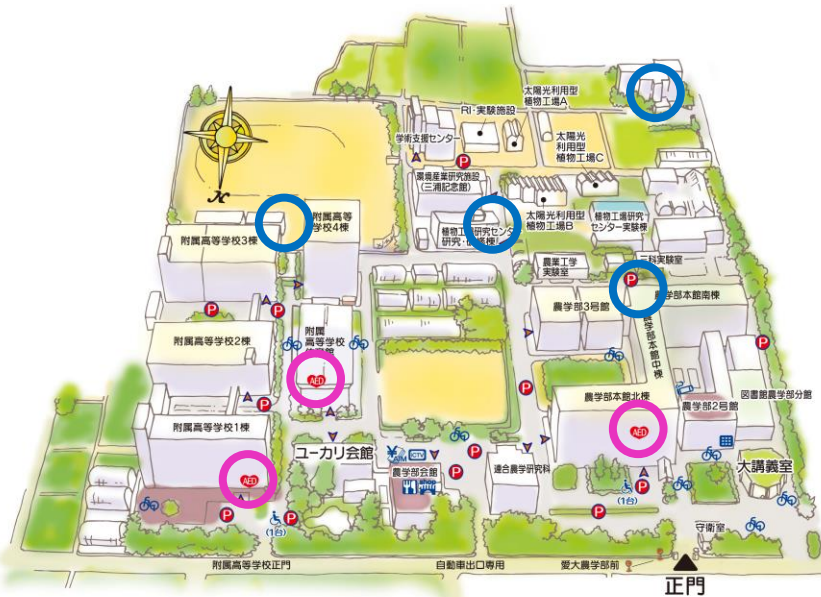 太陽光利用型
植物工場A
RI・実験施設
学術支援センター
太陽光
利用型
植物工場C
P
環境産業研究施設
(三浦記念館)
附属高等
学校4棟
附属高等学校3棟
太陽光利用型
植物工場B
植物工場研究
センター実験棟
農業工学
実験室
P
農学部本館南棟
農学部3号館
農学部本館中棟
P
P
P
附属
高等学校
附属高等学校2棟
P
AED
農学部本館北棟
図書館農学部分館
農学部2号館
P
附属高等学校1棟
AED
ユーカリ会館
ATM
ICTV
P
P
農学部会館
連合農学研究科
大講義室
AED
P
(1台)
P
P
(1台)
P
守衛室
附属高等学校正門
自動車出口専用
愛大農学部前
正門